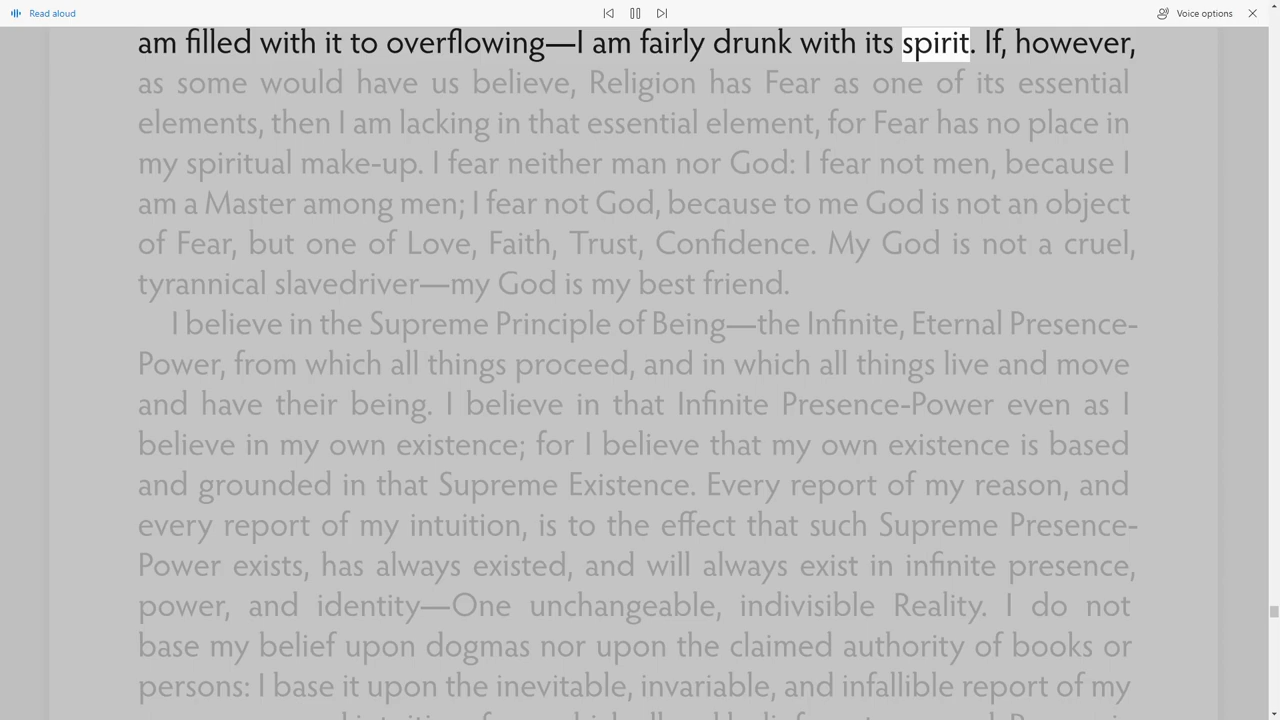 Read aloud
Voice options
am filled with it to overflowing—I am fairly drunk with its spirit. If, however,
as some would have us believe, Religion has Fear as one of its essential
elements, then I am lacking in that essential element, for Fear has no place in
my spiritual make-up. I fear neither man nor God: I fear not men, because I
am a Master among men; I fear not God, because to me God is not an object
of Fear, but one of Love, Faith, Trust, Confidence. My God is not a cruel,
tyrannical slavedriver—my God is my best friend.
I believe in the Supreme Principle of Being—the Infinite, Eternal Presence-
Power, from which all things proceed, and in which all things live and move
and have their being. I believe in that Infinite Presence-Power even as I
believe in my own existence; for I believe that my own existence is based
and grounded in that Supreme Existence. Every report of my reason, and
every report of my intuition, is to the effect that such Supreme Presence-
Power exists, has always existed, and will always exist in infinite presence,
power, and identity—One unchangeable, indivisible Reality. I do not
base my belief upon dogmas nor upon the claimed authority of books or
persons: I base it upon the inevitable, invariable, and infallible report of my